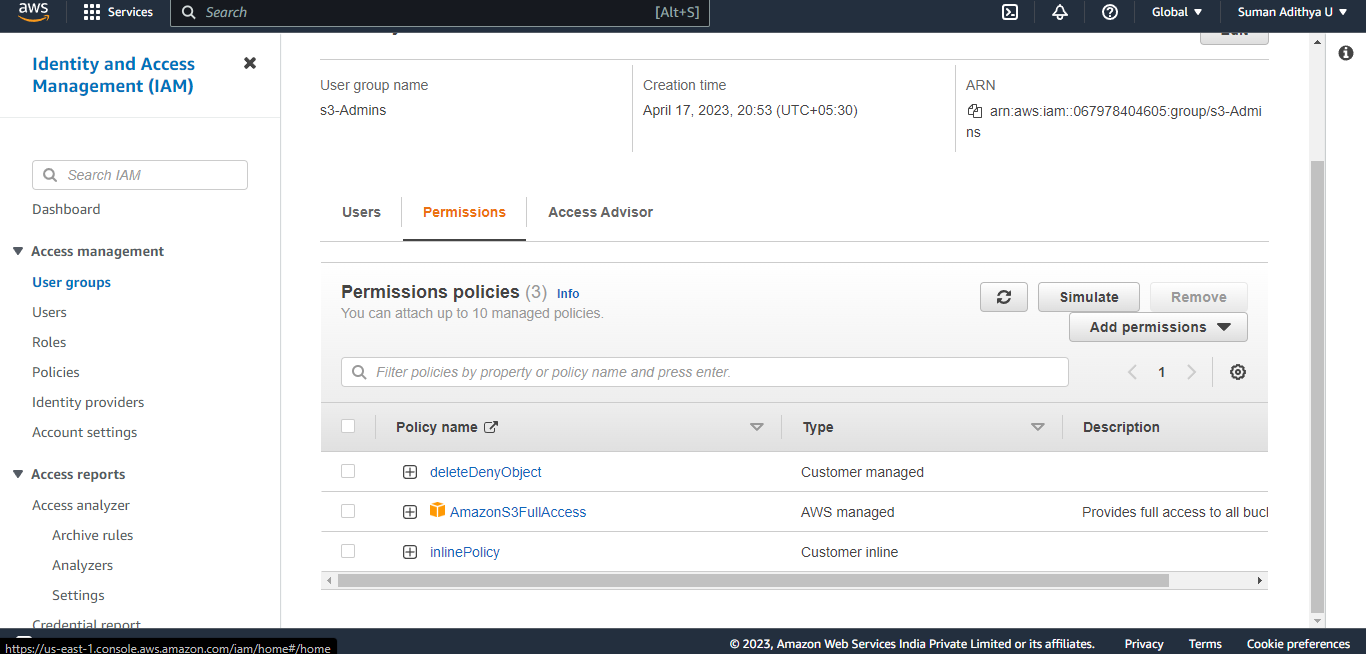 aws
Services
Search
[Alt+S]
Global
Suman Adithya U
Identity and Access
Management (IAM)
Search IAM
Dashboard
Access management
User groups
Users
Roles
Policies
Identity providers
Account settings
Access reports
Access analyzer
Archive rules
Analyzers
Settings
Credential report
Edit
User group name
s3-Admins
Creation time
April 17, 2023, 20:53 (UTC+05:30)
ARN
arn:aws:iam::067978404605:group/s3-Admi
ns
Users
Permissions
Access Advisor
Permissions policies (3) Info
You can attach up to 10 managed policies.
Simulate
Remove
Add permissions
Filter policies by property or policy name and press enter.
1
Policy name
Type
Description
deleteDenyObject
Customer managed
AmazonS3FullAccess
AWS managed
Provides full access to all bucl
inlinePolicy
Customer inline
https://us-east-1.console.aws.amazon.com/iam/home#/home
© 2023, Amazon Web Services India Private Limited or its affiliates.
Privacy
Terms
Cookie preferences